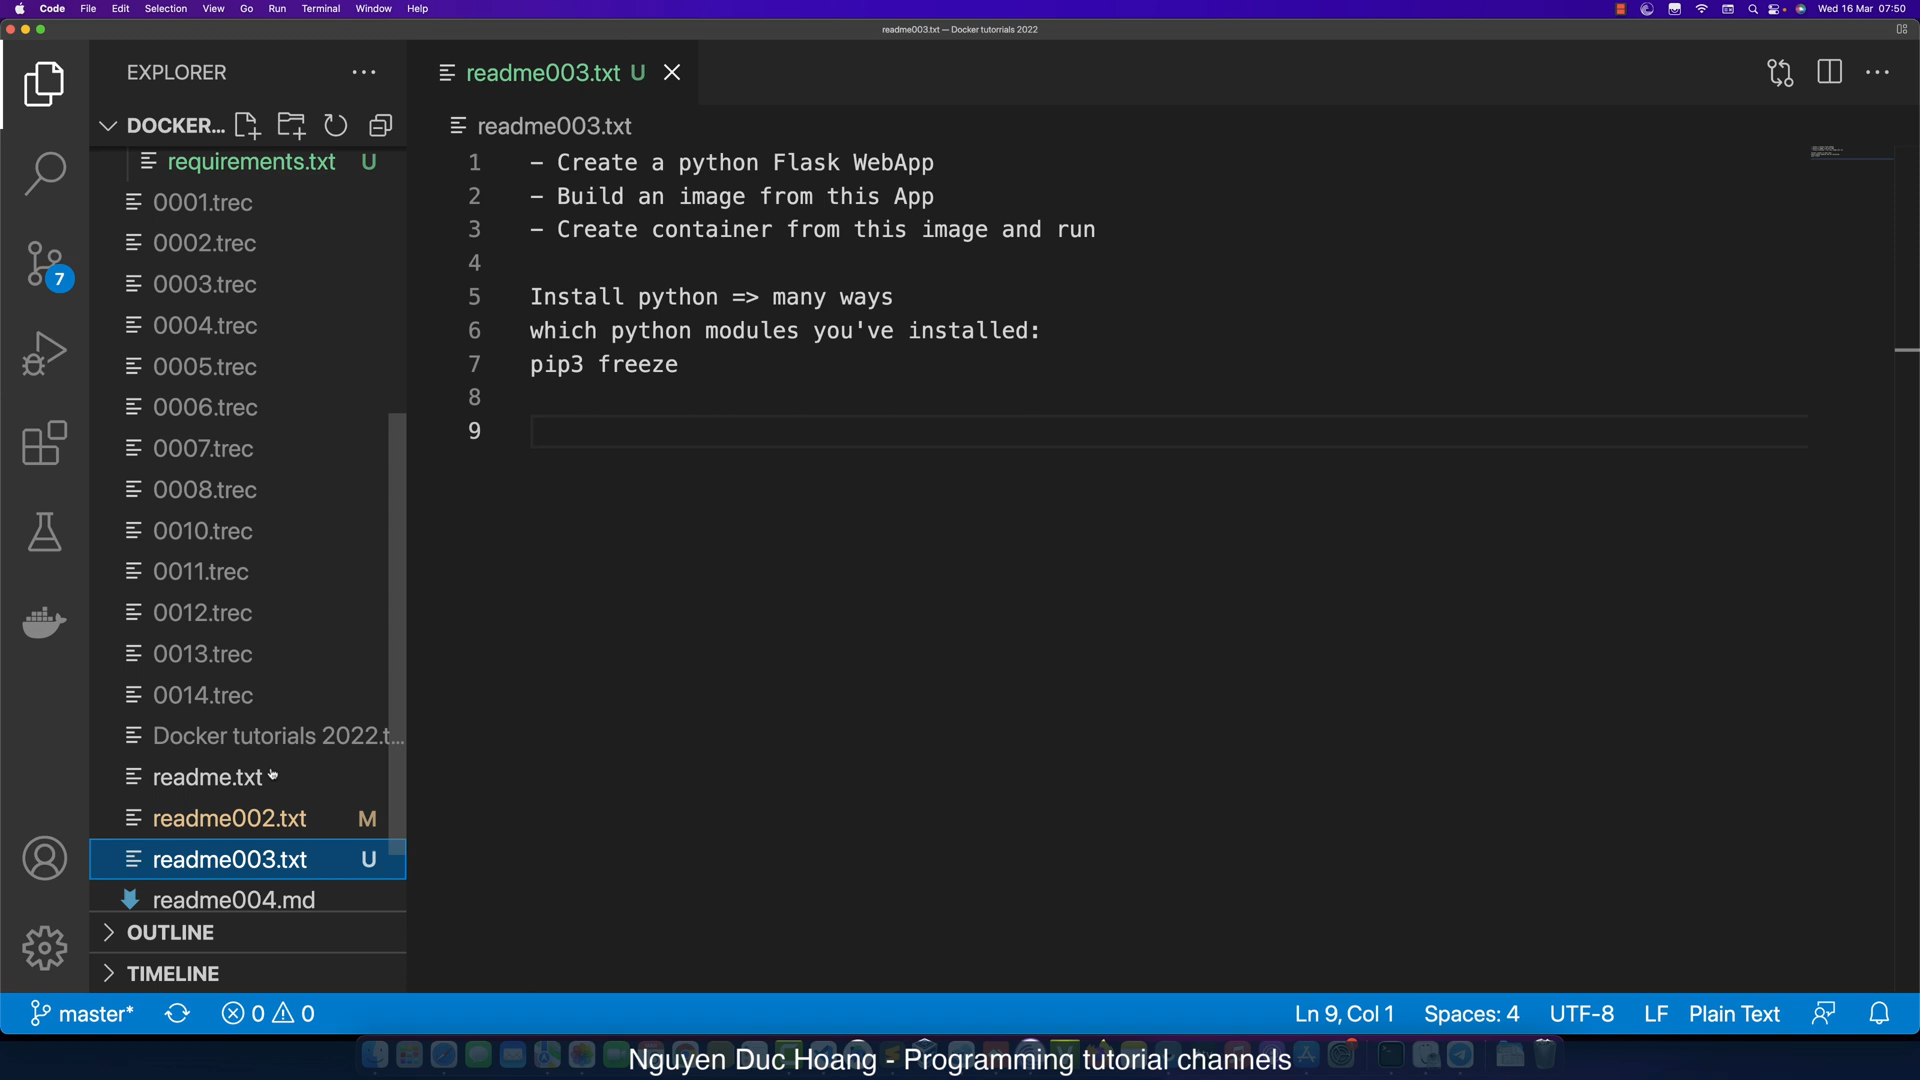 Code File Edit Selection View Go Run Terminal Window Help
Wed 16 Mar 07:50
readme003.txt — Docker tutorrials 2022
EXPLORER
readme003.txt U
DOCKER...
readme003.txt
requirements.txt U
0001.trec
0002.trec
0003.trec
0004.trec
0005.trec
0006.trec
0007.trec
0008.trec
0010.trec
0011.trec
0012.trec
0013.trec
0014.trec
Docker tutorials 2022.t...
readme.txt
readme002.txt M
readme003.txt U
readme004.md
OUTLINE
TIMELINE
7
1 - Create a python Flask WebApp
2 - Build an image from this App
3 - Create container from this image and run
4
5 Install python => many ways
6 which python modules you've installed:
7 pip3 freeze
8
9
master* 0 0
Ln 9, Col 1 Spaces: 4 UTF-8 LF Plain Text
Nguyen Duc Hoang - Programming tutorial channels